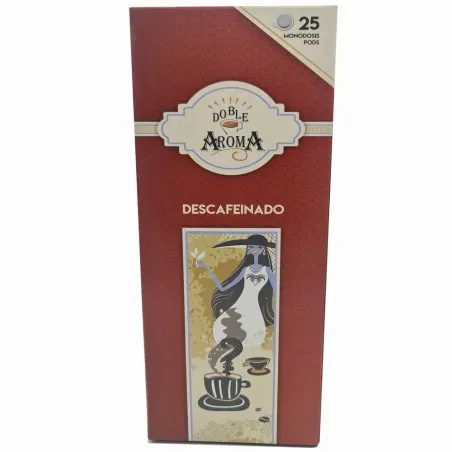 25
MONODOSIS
PODS
DOBLE
AROMA
DESCAFEINADO